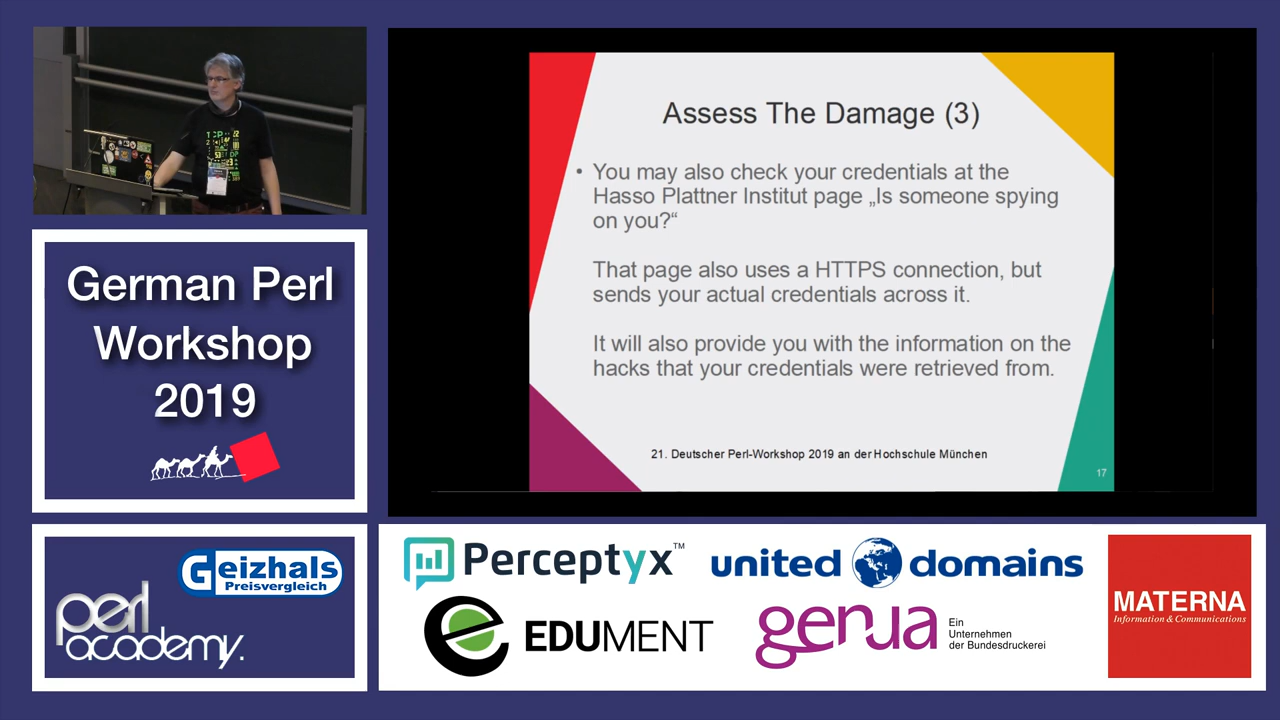 German Perl
Workshop
2019
Geizhals
Preisvergleich
perl
academy.
Assess The Damage (3)
• You may also check your credentials at the
Hasso Plattner Institut page „Is someone spying
on you?“
That page also uses a HTTPS connection, but
sends your actual credentials across it.
It will also provide you with the information on the
hacks that your credentials were retrieved from.
21. Deutscher Perl-Workshop 2019 an der Hochschule München
17
Perceptyx™
united domains
EDUMENT
genua
Ein
Unternehmen
der Bundesdruckerei
MATERNA
Information & Communications